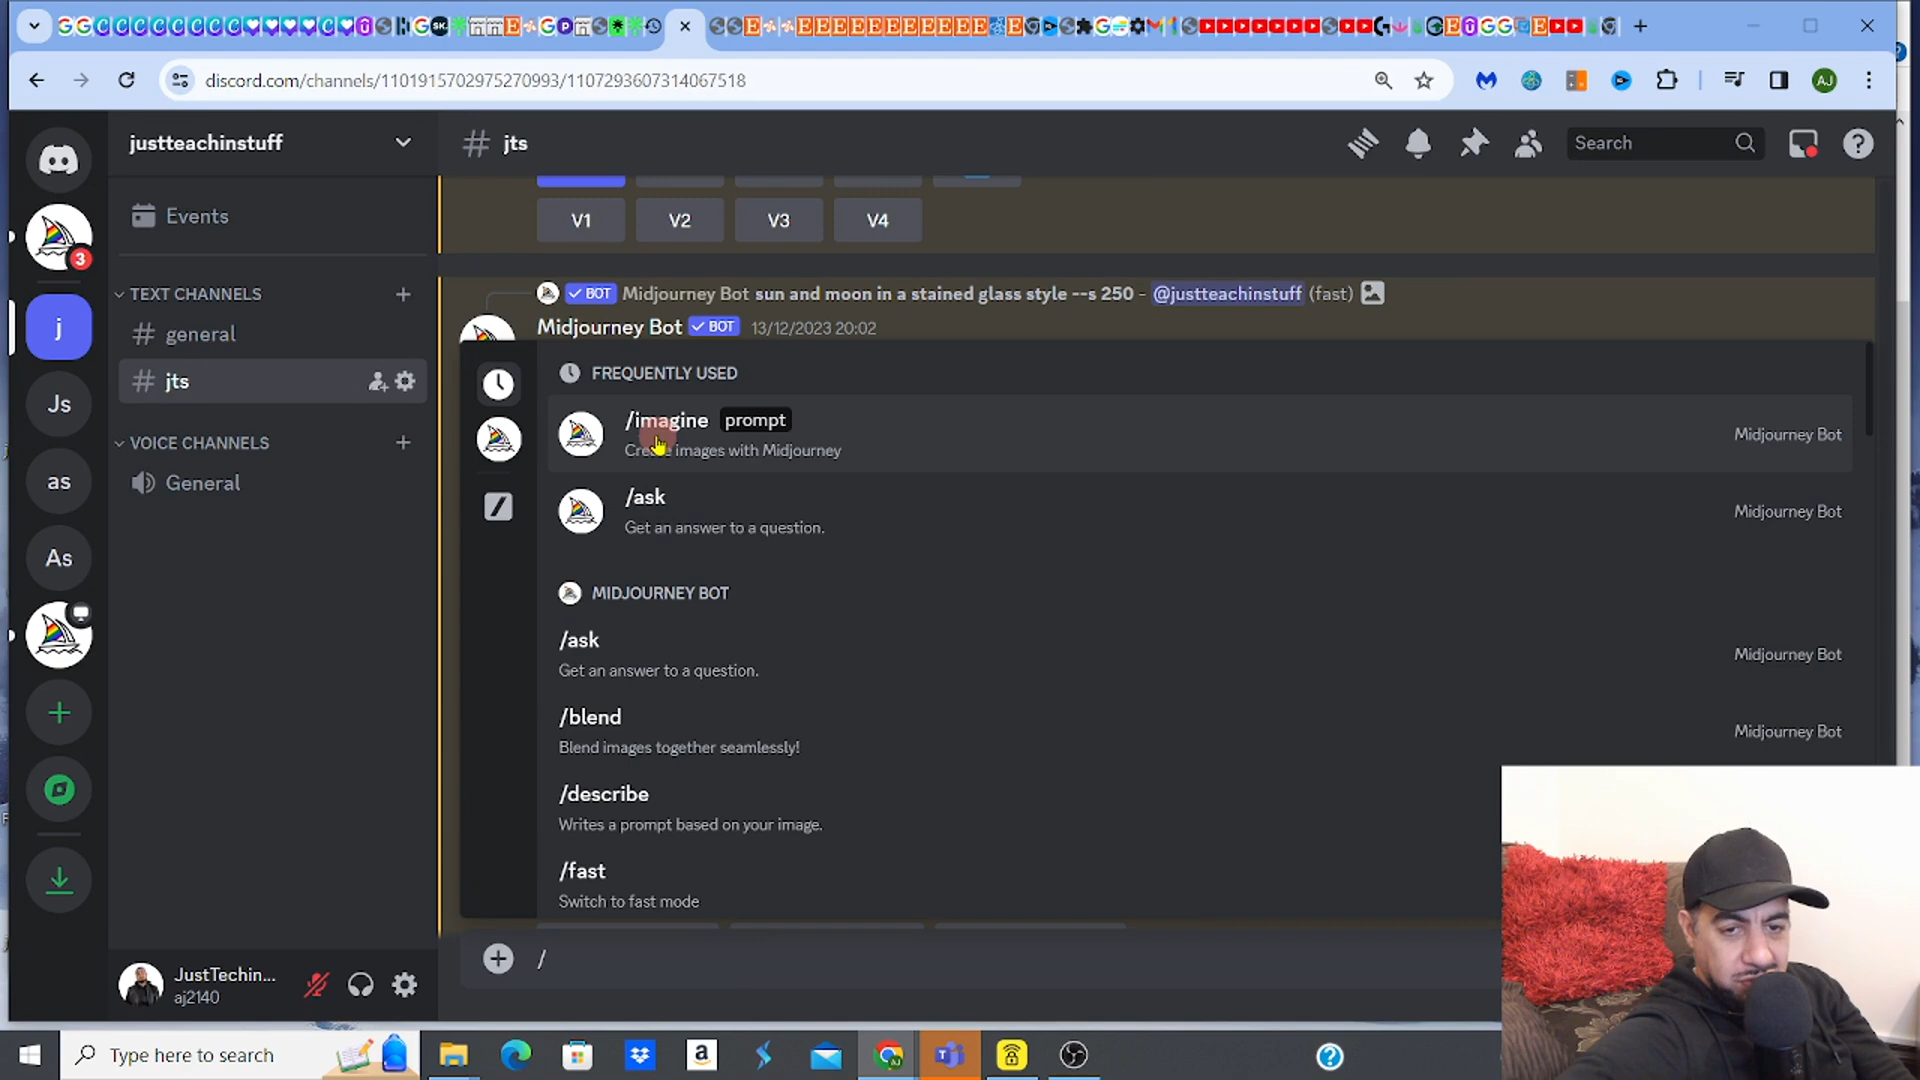 discord.com/channels/1101915702975270993/1107293607314067518
AJ
justteachinstuff
jts
Search
Events
TEXT CHANNELS
general
jts
VOICE CHANNELS
General
3
j
Js
as
As
V1 V2 V3 V4
BOT Midjourney Bot sun and moon in a stained glass style --s 250 - @justteachinstuff (fast)
Midjourney Bot BOT 13/12/2023 20:02
FREQUENTLY USED
/imagine prompt
Create images with Midjourney
Midjourney Bot
/ask
Get an answer to a question.
Midjourney Bot
MIDJOURNEY BOT
/ask
Get an answer to a question.
Midjourney Bot
/blend
Blend images together seamlessly!
Midjourney Bot
/describe
Writes a prompt based on your image.
/fast
Switch to fast mode
/
JustTechin...
aj2140
Type here to search